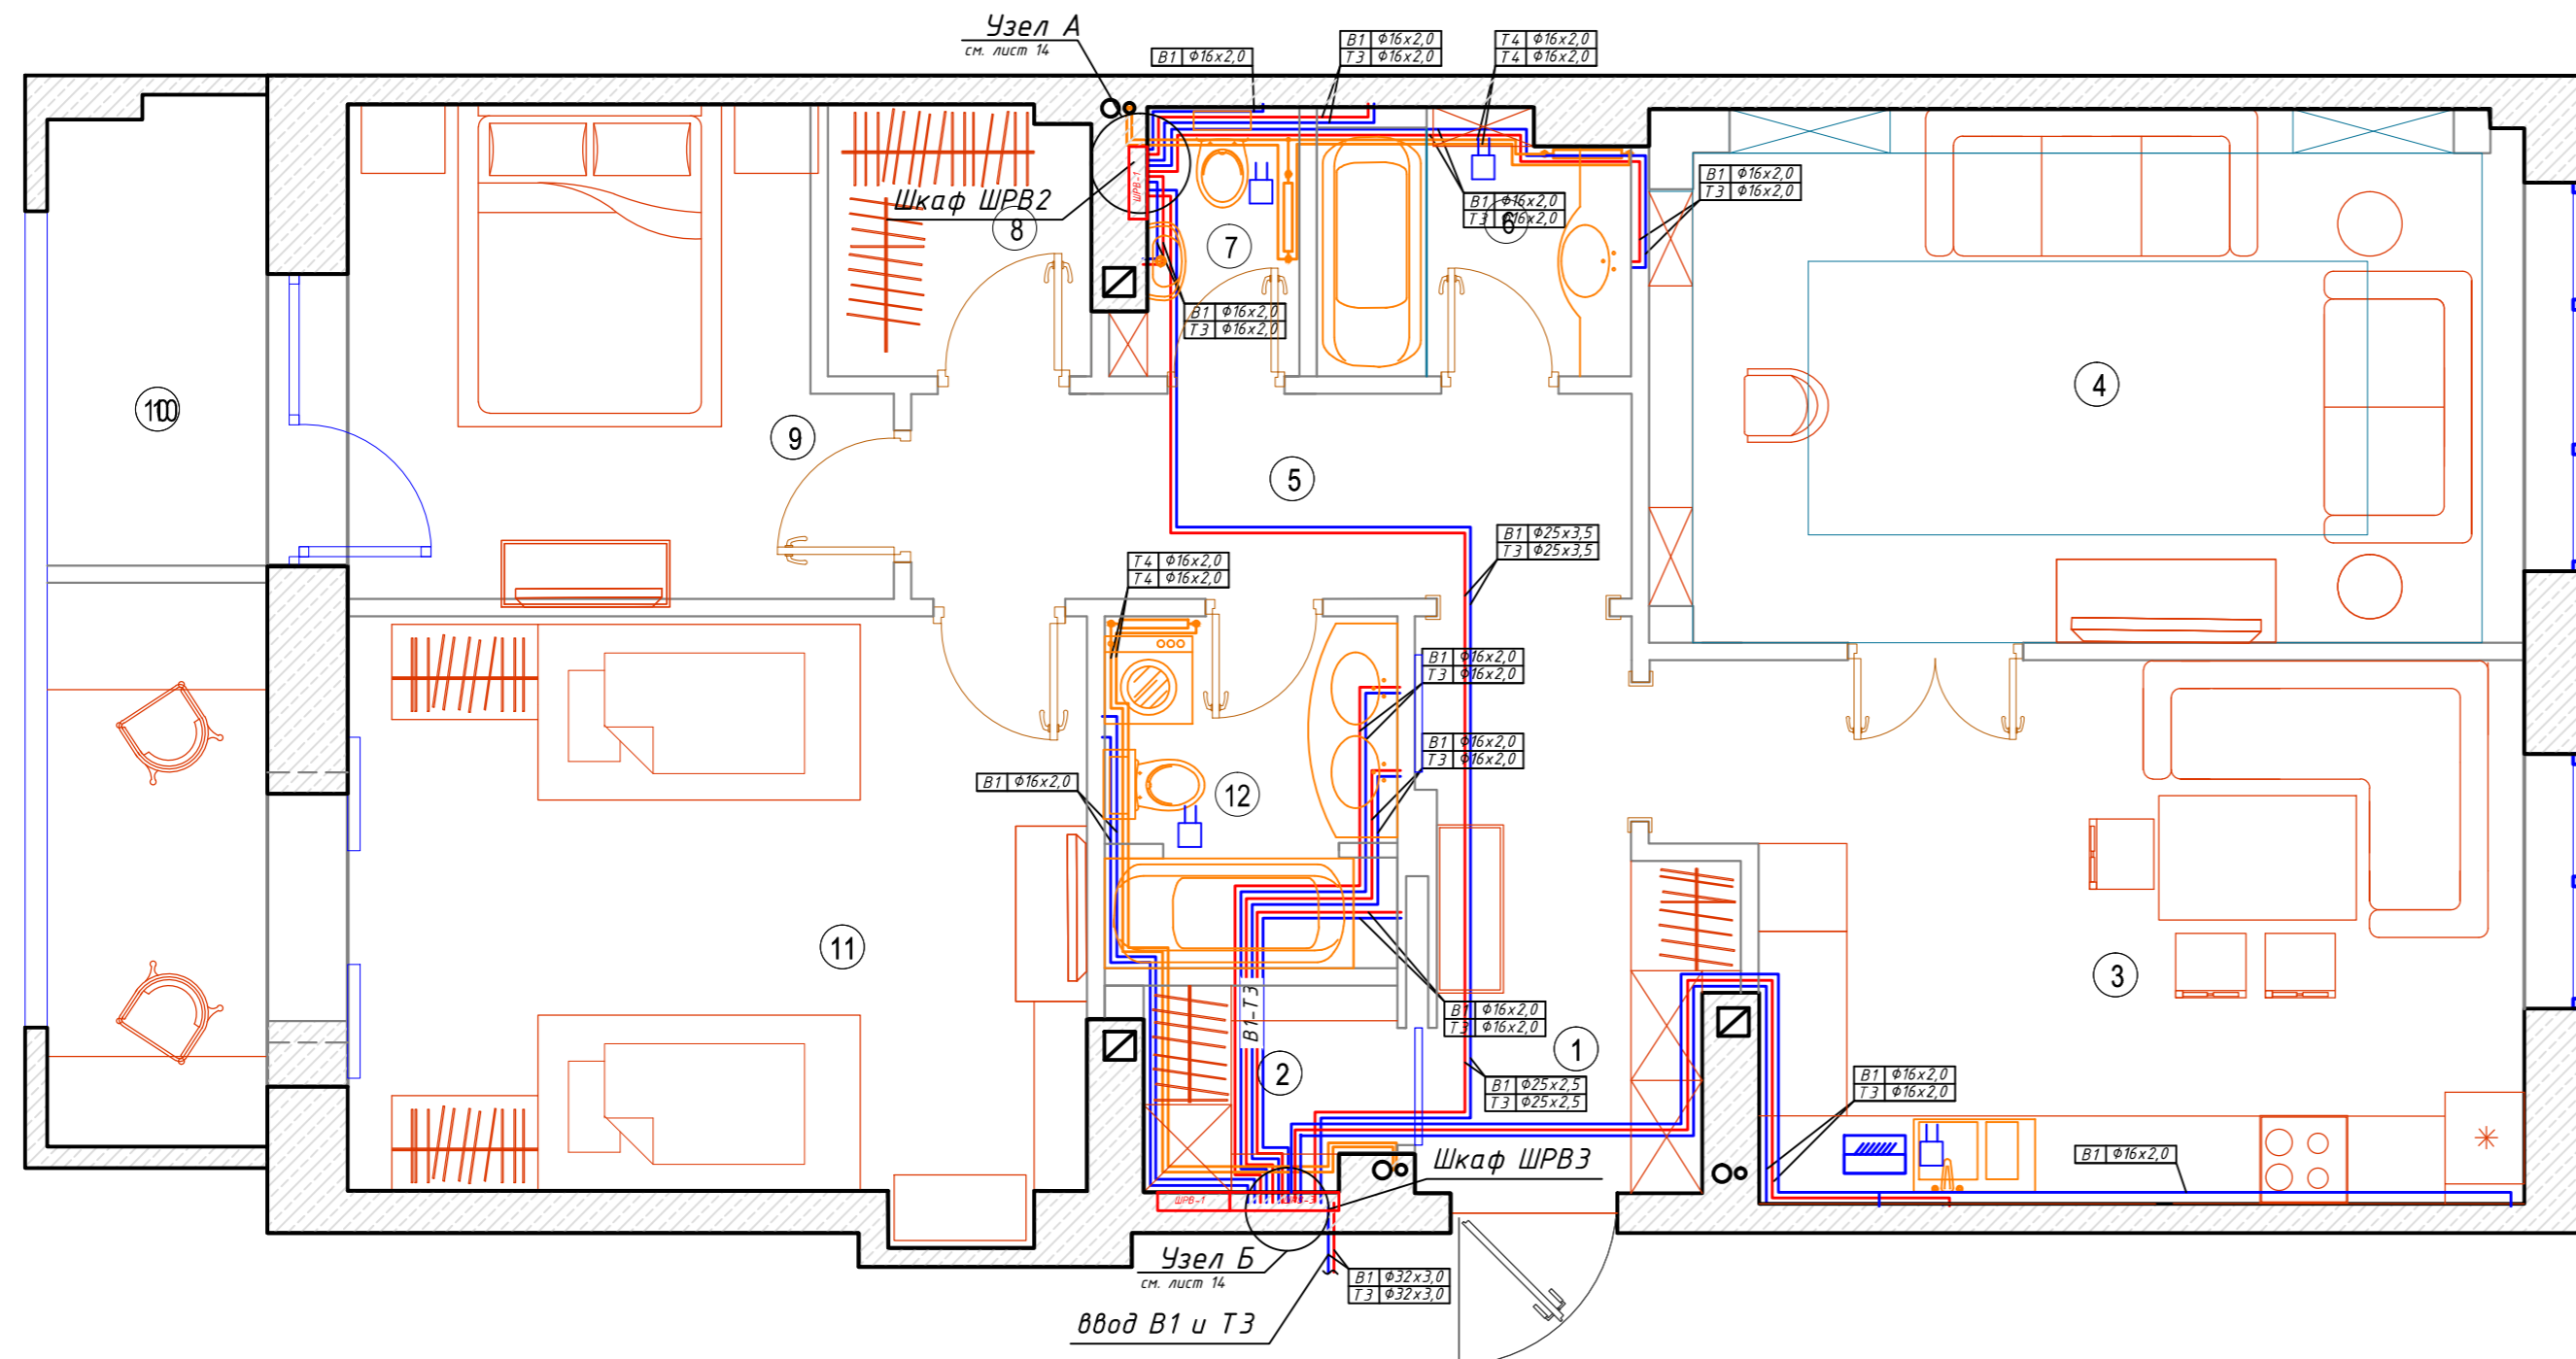 Узел А
см. лист 14
В1 Ф16х2,0
В1 Ф16х2,0
Т3 Ф16х2,0
Т4 Ф16х2,0
Т4 Ф16х2,0
ШРВ-1
Шкаф ШРВ2
8
7
В1 Ф16х2,0
Т3 Ф16х2,0
6
В1 Ф16х2,0
Т3 Ф16х2,0
В1 Ф16х2,0
Т3 Ф16х2,0
4
9
5
В1 Ф25х3,5
Т3 Ф25х3,5
Т4 Ф16х2,0
Т4 Ф16х2,0
В1 Ф16х2,0
Т3 Ф16х2,0
В1 Ф16х2,0
Т3 Ф16х2,0
В1 Ф16х2,0
12
11
3
В1-Т3
В1 Ф16х2,0
Т3 Ф16х2,0
1
2
В1 Ф25х2,5
Т3 Ф25х2,5
В1 Ф16х2,0
Т3 Ф16х2,0
В1 Ф16х2,0
Шкаф ШРВ3
ШРВ-1
Узел Б
см. лист 14
В1 Ф32х3,0
Т3 Ф32х3,0
ввод В1 и Т3